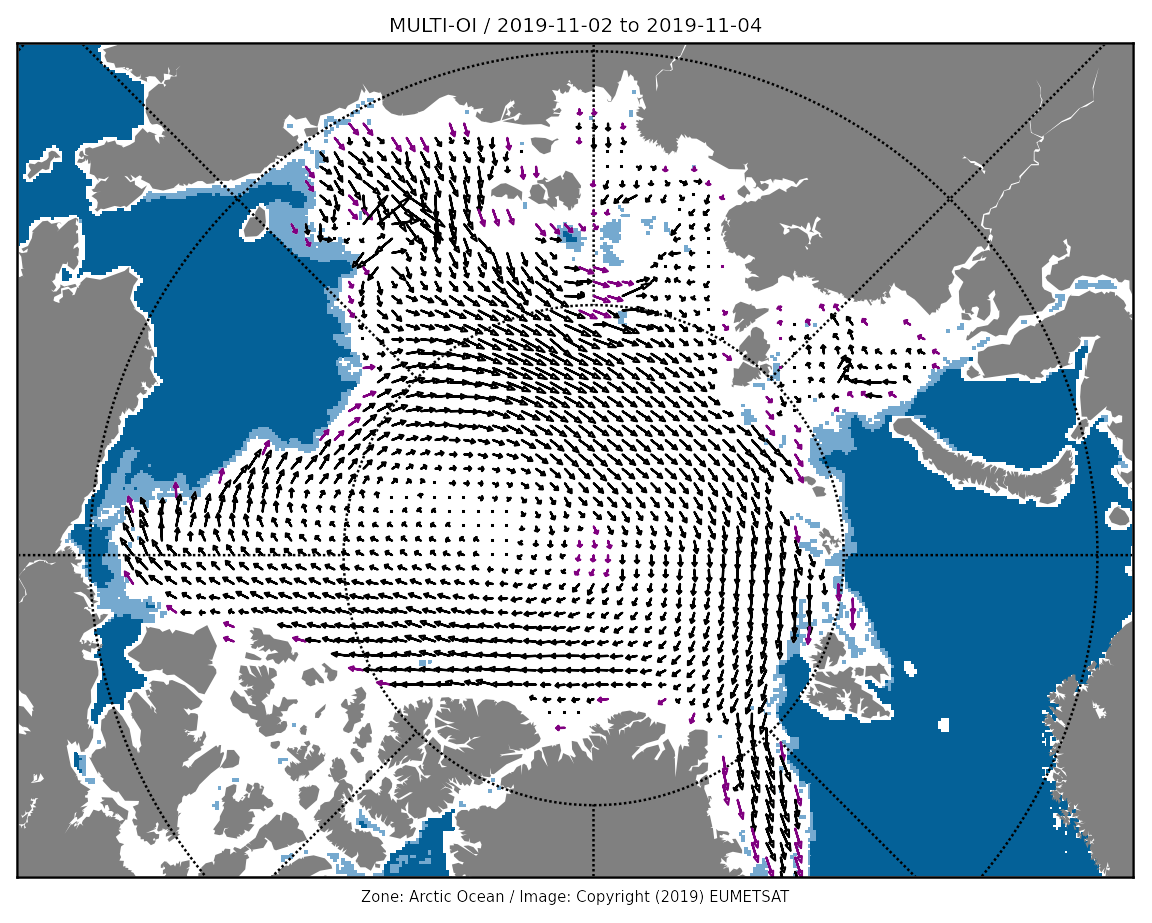 MULTI-OI / 2019-11-02 to 2019-11-04
Zone: Arctic Ocean / Image: Copyright (2019) EUMETSAT